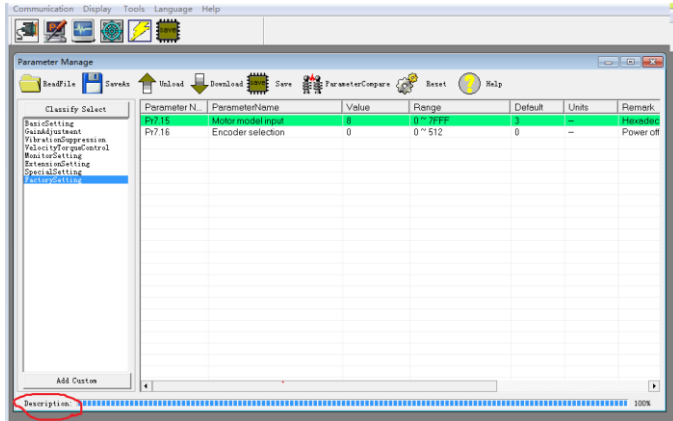 Communication Display Tools Language Help
Parameter Manage
ReadFile SaveAs Unload Download Save ParameterCompare Reset Help
Classify Select Parameter N... ParameterName Value Range Default Units Remark
BasicSetting Pr7.15 Motor model input 8 0 ~ 7FFF 3 -- Hexadec
GainAdjustment Pr7.16 Encoder selection 0 0 ~ 512 0 -- Power off
VibrationSuppression
VelocityTorqueControl
MonitorSetting
ExtensionSetting
SpecialSetting
FactorySetting
Add Custom
Description: 100%